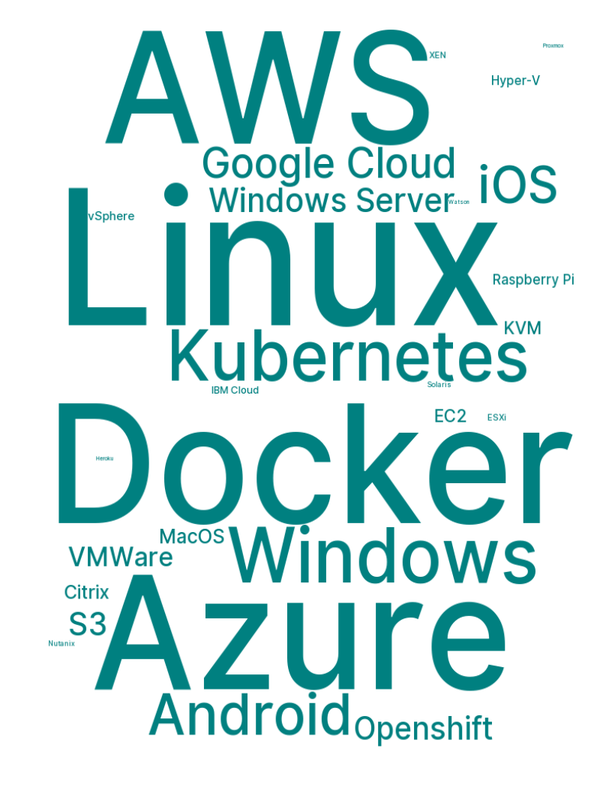 AWS
XEN
Proxmox
Hyper-V
Google Cloud
iOS
Windows Server
Watson
vSphere
Linux
Raspberry Pi
KVM
Kubernetes
Solaris
IBM Cloud
EC2
ESXi
Docker
Heroku
MacOS
Windows
VMWare
Citrix
S3
Azure
Nutanix
Android
Openshift